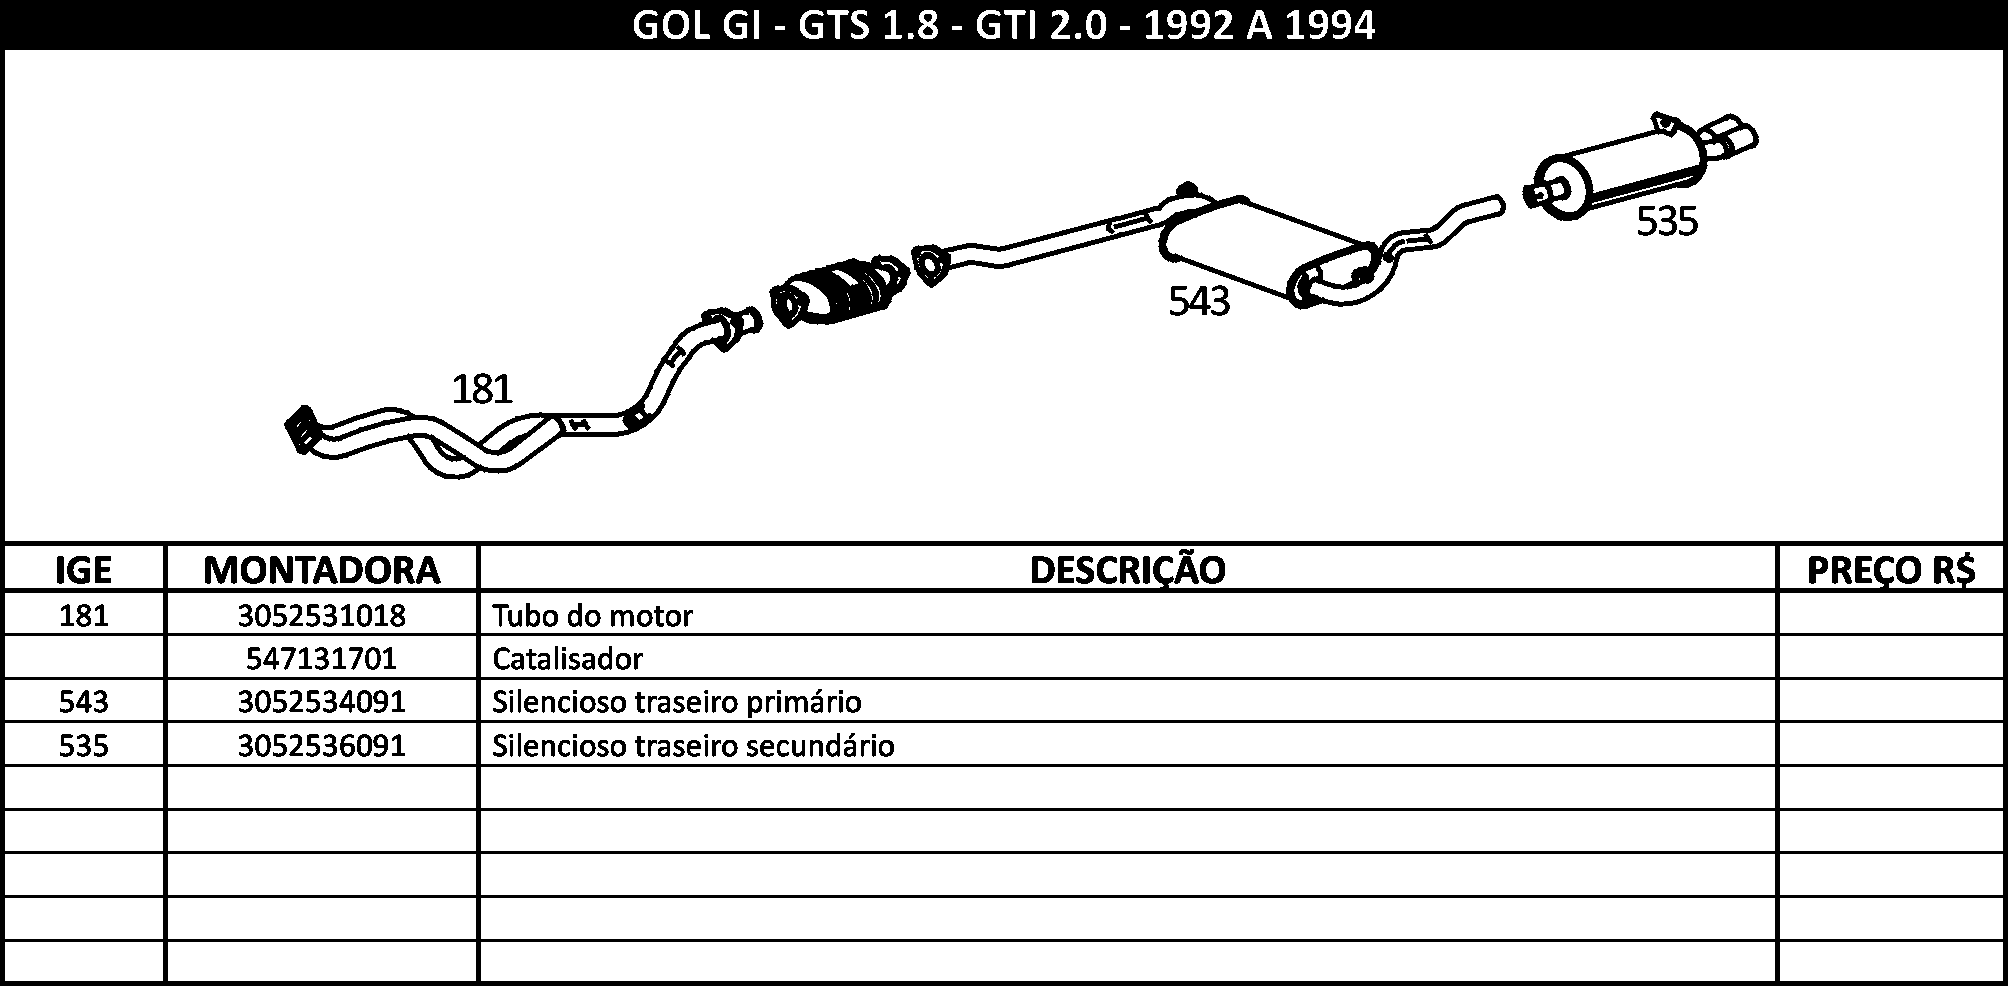 GOL GI - GTS 1.8 - GTI 2.0 - 1992 A 1994
535
543
181
IGE MONTADORA DESCRIÇÃO PREÇO R$
181 3052531018 Tubo do motor
547131701 Catalisador
543 3052534091 Silencioso traseiro primário
535 3052536091 Silencioso traseiro secundário